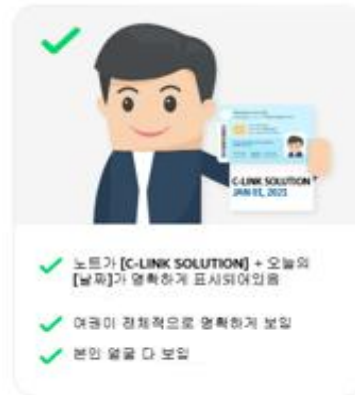 C-LINK SOLUTION
JAN 01, 2023
노트가 [C-LINK SOLUTION] + 오늘의
[날짜]가 명확하게 표시되어있음
여권이 전체적으로 명확하게 보임
본인 얼굴 다 보임